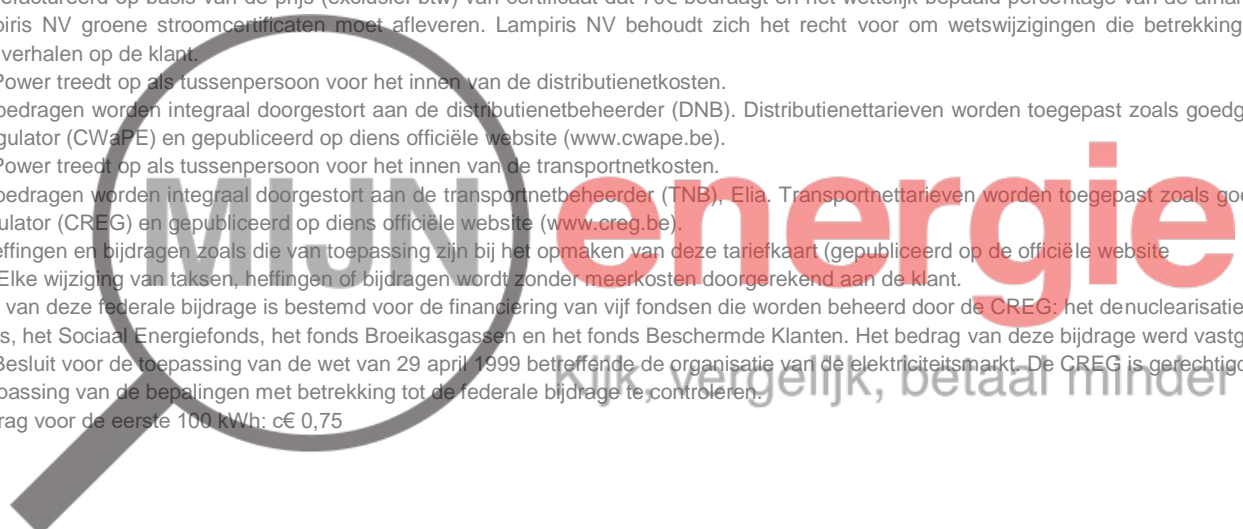 efactureerd op basis van de prijs (exclusief btw) van certificaat dat 70€ bedraagt en het wettelijk bepaald percentage van de
piris NV groene stroomcertificaten moet afleveren. Lampiris NV behoudt zich het recht voor om wetswijzigingen die betrekking
verhalen op de klant.
Power treedt op als tussenpersoon voor het innen van de distributienetkosten.
bedragen worden integraal doorgestort aan de distributienetbeheerder (DNB). Distributienettarieven worden toegepast zoals goedg
gulator (CWaPE) en gepubliceerd op diens officiële website (www.cwape.be).
Power treedt op als tussenpersoon voor het innen van de transportnetkosten.
bedragen worden integraal doorgestort aan de transportnetbeheerder (TNB), Elia. Transportnettarieven worden toegepast zoals goe
ulator (CREG) en gepubliceerd op diens officiële website (www.creg.be).
effingen en bijdragen zoals die van toepassing zijn bij het opmaken van deze tariefkaart (gepubliceerd op de officiële website
Elke wijziging van taksen, heffingen of bijdragen wordt zonder meerkosten doorgerekend aan de klant.
van deze federale bijdrage is bestemd voor de financiering van vijf fondsen die worden beheerd door de CREG: het denuclearisatie
s, het Sociaal Energiefonds, het fonds Broeikasgassen en het fonds Beschermde Klanten. Het bedrag van deze bijdrage werd vastg
Besluit voor de toepassing van de wet van 29 april 1999 betreffende de organisatie van de elektriciteitsmarkt. De CREG is gerechtigd
passing van de bepalingen met betrekking tot de federale bijdrage te controleren.
rag voor de eerste 100 kWh: c€ 0,75
MIJN energie
kijk, vergelijk, betaal minder